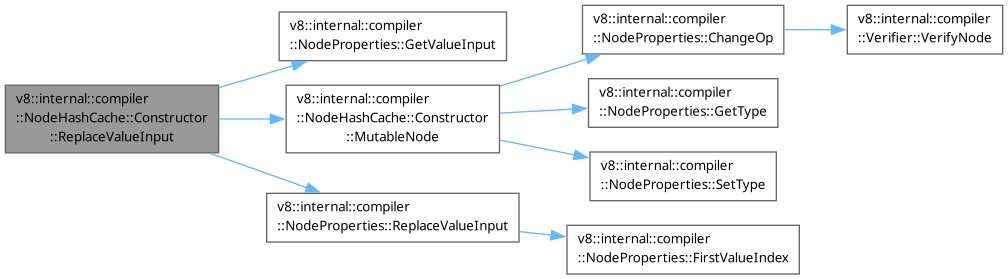 v8::internal::compiler
::NodeHashCache::Constructor
::ReplaceValueInput
v8::internal::compiler
::NodeProperties::GetValueInput
v8::internal::compiler
::NodeHashCache::Constructor
::MutableNode
v8::internal::compiler
::NodeProperties::ReplaceValueInput
v8::internal::compiler
::NodeProperties::ChangeOp
v8::internal::compiler
::NodeProperties::GetType
v8::internal::compiler
::NodeProperties::SetType
v8::internal::compiler
::NodeProperties::FirstValueIndex
v8::internal::compiler
::Verifier::VerifyNode